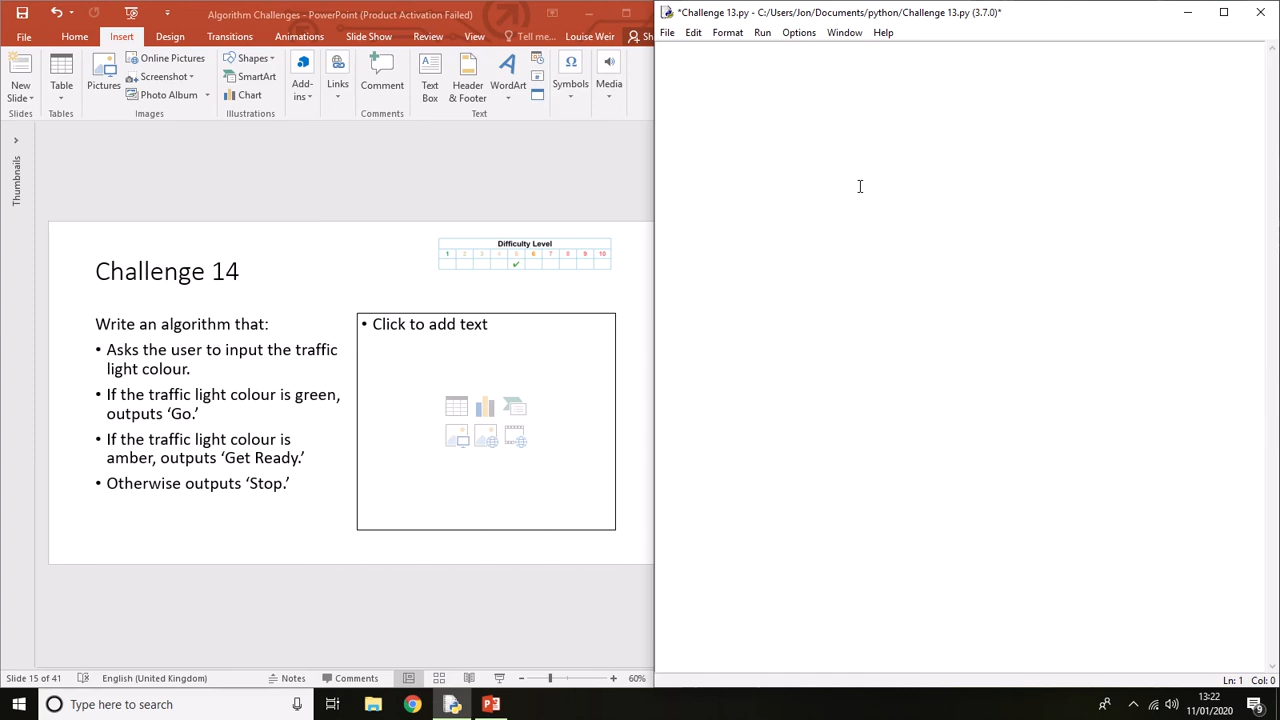 Algorithm Challenges - PowerPoint (Product Activation Failed)
File Home Insert Design Transitions Animations Slide Show Review View Tell me... Louise Weir Sh
New Slide
Table
Pictures
Online Pictures
Screenshot
Photo Album
Shapes
SmartArt
Chart
Add-ins
Links
Comment
Text Box
Header & Footer
WordArt
Symbols
Media
Slides Tables Images Illustrations Comments Text
Thumbnails
Difficulty Level
1 2 3 4 5 6 7 8 9 10
Challenge 14
Write an algorithm that:
• Asks the user to input the traffic
light colour.
• If the traffic light colour is green,
outputs ‘Go.’
• If the traffic light colour is
amber, outputs ‘Get Ready.’
• Otherwise outputs ‘Stop.’
• Click to add text
Slide 15 of 41 English (United Kingdom) Notes Comments 60%
*Challenge 13.py - C:/Users/Jon/Documents/python/Challenge 13.py (3.7.0)*
File Edit Format Run Options Window Help
Ln: 1 Col: 0
Type here to search
13:22
11/01/2020
9